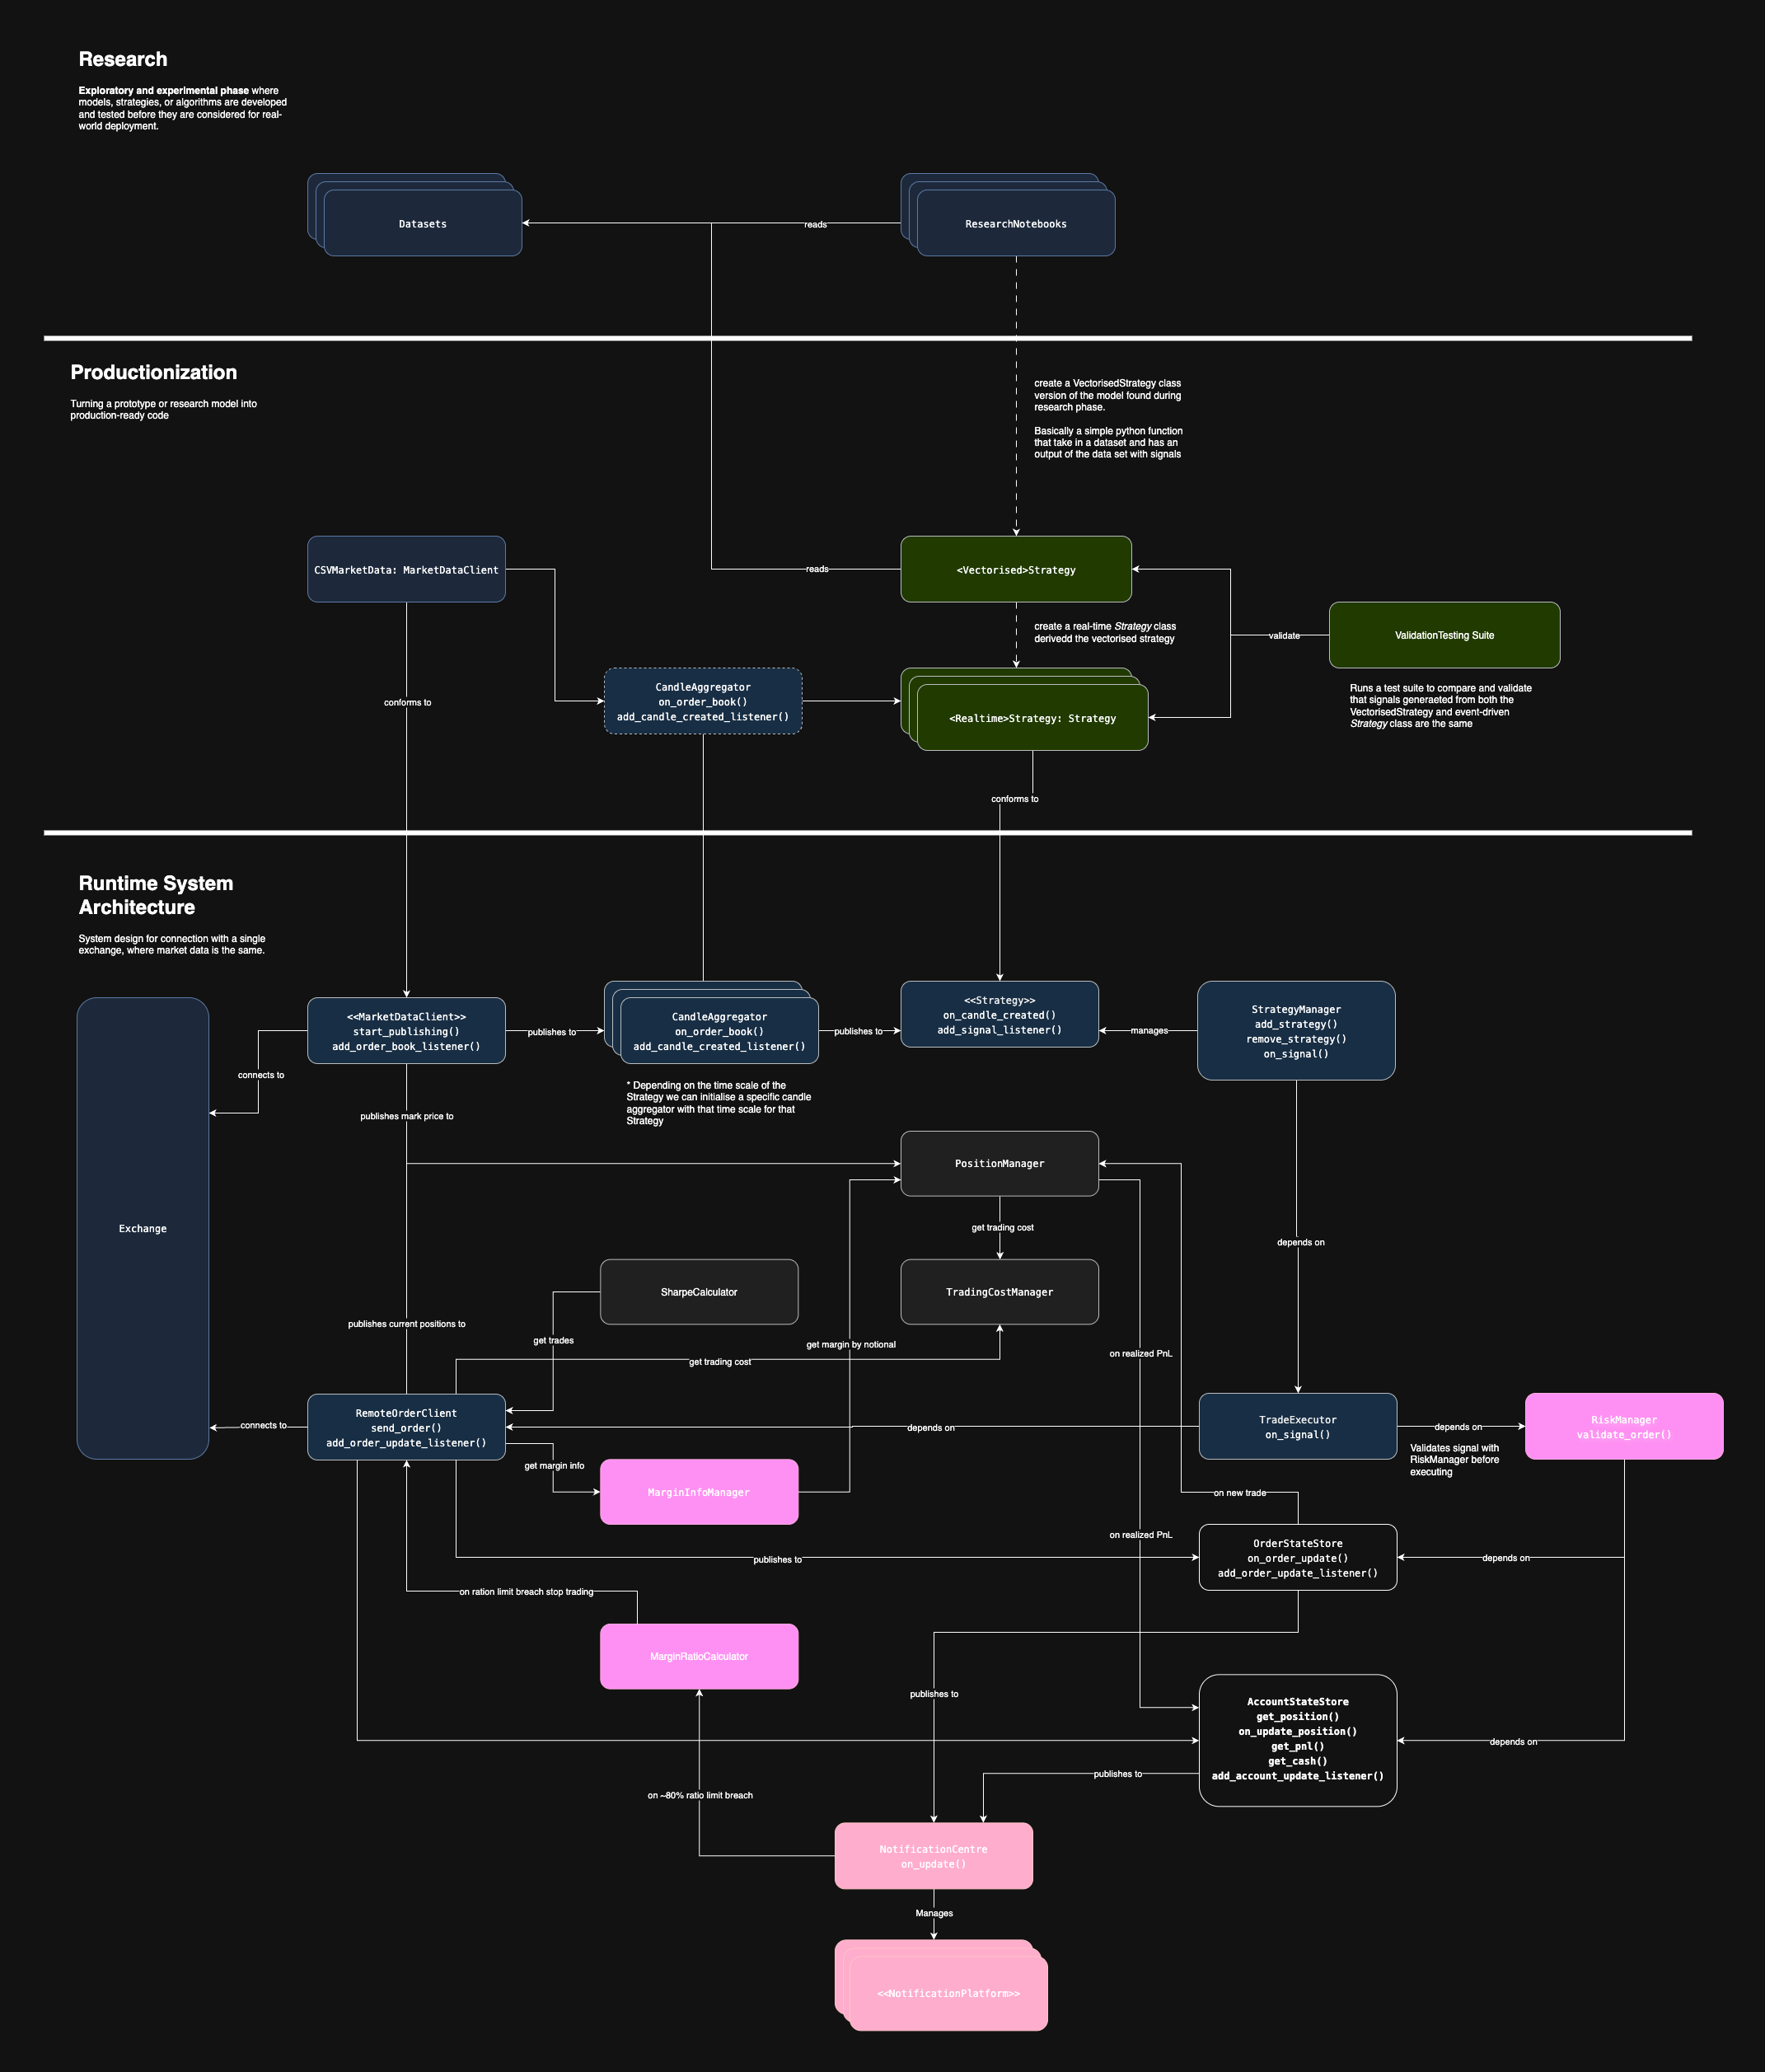 Research
Exploratory and experimental phase where
models, strategies, or algorithms are developed
and tested before they are considered for real-
world deployment.
Datasets
reads
ResearchNotebooks
Productionization
Turning a prototype or research model into
production-ready code
create a VectorisedStrategy class
version of the model found during
research phase.
Basically a simple python function
that take in a dataset and has an
output of the data set with signals
CSVMarketData: MarketDataClient
reads
<Vectorised>Strategy
create a real-time Strategy class
derivedd the vectorised strategy
validate
ValidationTesting Suite
Runs a test suite to compare and validate
that signals generaeted from both the
VectorisedStrategy and event-driven
Strategy class are the same
conforms to
CandleAggregator
on_order_book()
add_candle_created_listener()
<Realtime>Strategy: Strategy
conforms to
Runtime System
Architecture
System design for connection with a single
exchange, where market data is the same.
<<MarketDataClient>>
start_publishing()
add_order_book_listener()
publishes to
CandleAggregator
on_order_book()
add_candle_created_listener()
publishes to
<<Strategy>>
on_candle_created()
add_signal_listener()
manages
StrategyManager
add_strategy()
remove_strategy()
on_signal()
connects to
* Depending on the time scale of the
Strategy we can initialise a specific candle
aggregator with that time scale for that
Strategy
publishes mark price to
PositionManager
Exchange
get trading cost
depends on
SharpeCalculator
TradingCostManager
publishes current positions to
get trades
get margin by notional
on realized PnL
get trading cost
RemoteOrderClient
send_order()
add_order_update_listener()
connects to
depends on
TradeExecutor
on_signal()
depends on
RiskManager
validate_order()
Validates signal with
RiskManager before
executing
get margin info
MarginInfoManager
on new trade
on realized PnL
OrderStateStore
on_order_update()
add_order_update_listener()
publishes to
depends on
on ration limit breach stop trading
MarginRatioCalculator
publishes to
AccountStateStore
get_position()
on_update_position()
get_pnl()
get_cash()
add_account_update_listener()
depends on
publishes to
on ~80% ratio limit breach
NotificationCentre
on_update()
Manages
<<NotificationPlatform>>